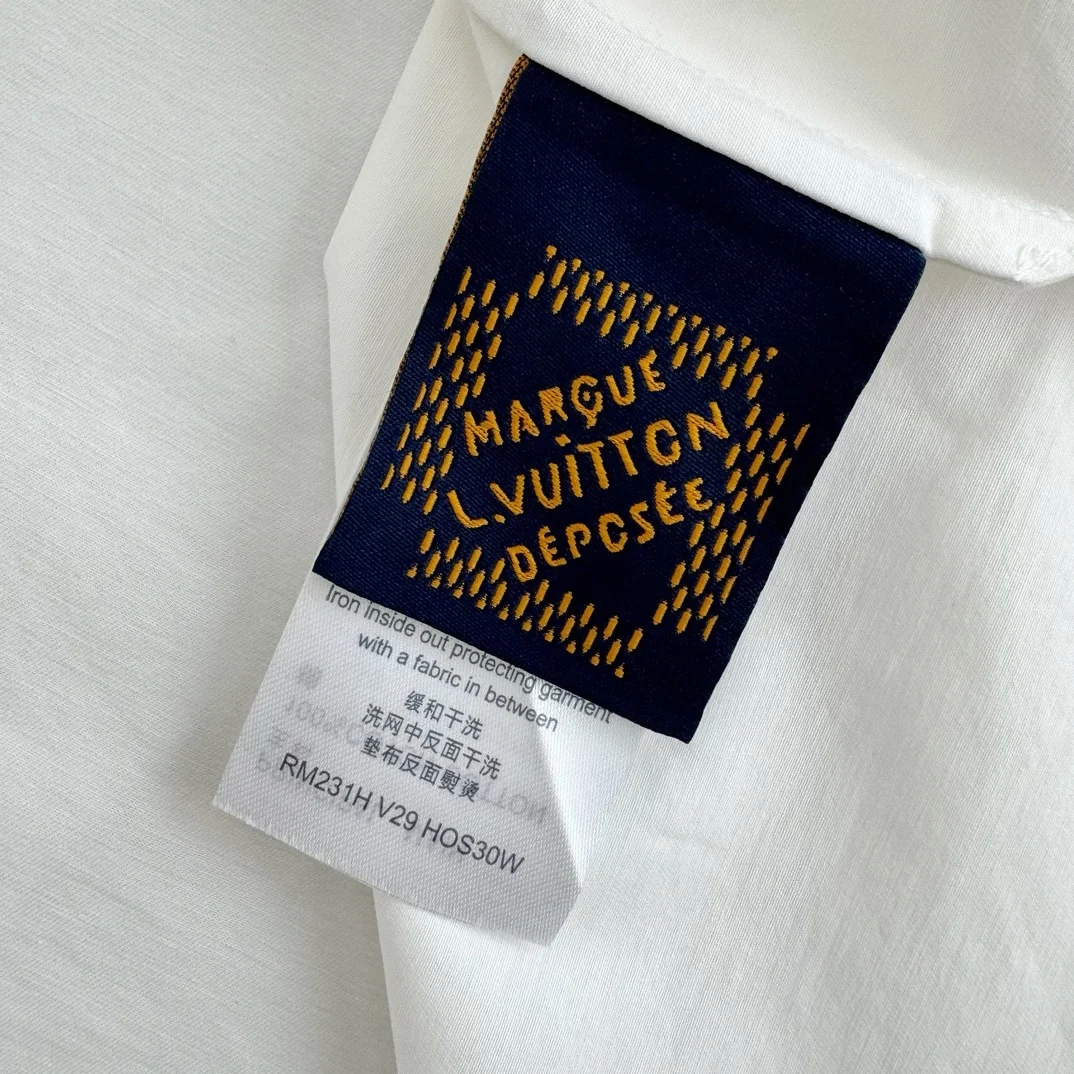 MARQUE
L.VUiTTON
DÉPOSÉE
Iron inside out protecting garment
with a fabric in between
缓和干洗
洗网中反面干洗
垫布反面熨烫
RM231H V29 HOS30W